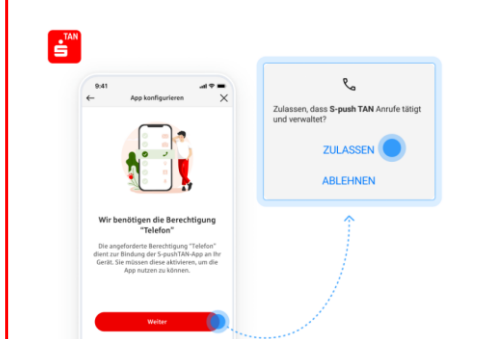 TAN
S
9:41
App konfigurieren
Wir benötigen die Berechtigung
"Telefon"
Die angeforderte Berechtigung "Telefon"
dient zur Bindung der S-pushTAN-App an Ihr
Gerät. Sie müssen diese aktivieren, um die
App nutzen zu können.
Weiter
Zulassen, dass S-push TAN Anrufe tätigt
und verwaltet?
ZULASSEN
ABLEHNEN